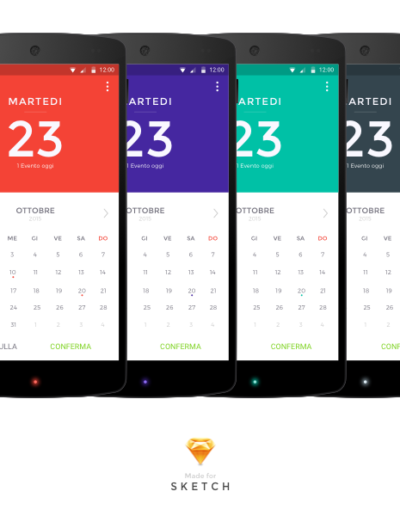 12:00 12:00 12:00 12:00
MARTEDI MARTEDI MARTEDI MARTEDI
23 23 23 23
1 Evento oggi 1 Evento oggi 1 Evento oggi 1 Evento oggi
OTTOBRE OTTOBRE OTTOBRE OTTOBRE
2015 2015 2015 2015
ME GI VE SA DO GI VE SA DO GI VE SA DO GI VE SA
3 4 5 6 7 4 5 6 7 4 5 6 7 4 5 6
10 11 12 13 14 11 12 13 14 11 12 13 14 11 12 13
17 18 19 20 21 18 19 20 21 18 19 20 21 18 19 20
24 25 26 27 28 25 26 27 28 25 26 27 28 25 26 27
31 1 2 3 4 1 2 3 4 1 2 3 4 1 2 3
ULLA CONFERMA CONFERMA CONFERMA CONFERMA
Made for
SKETCH